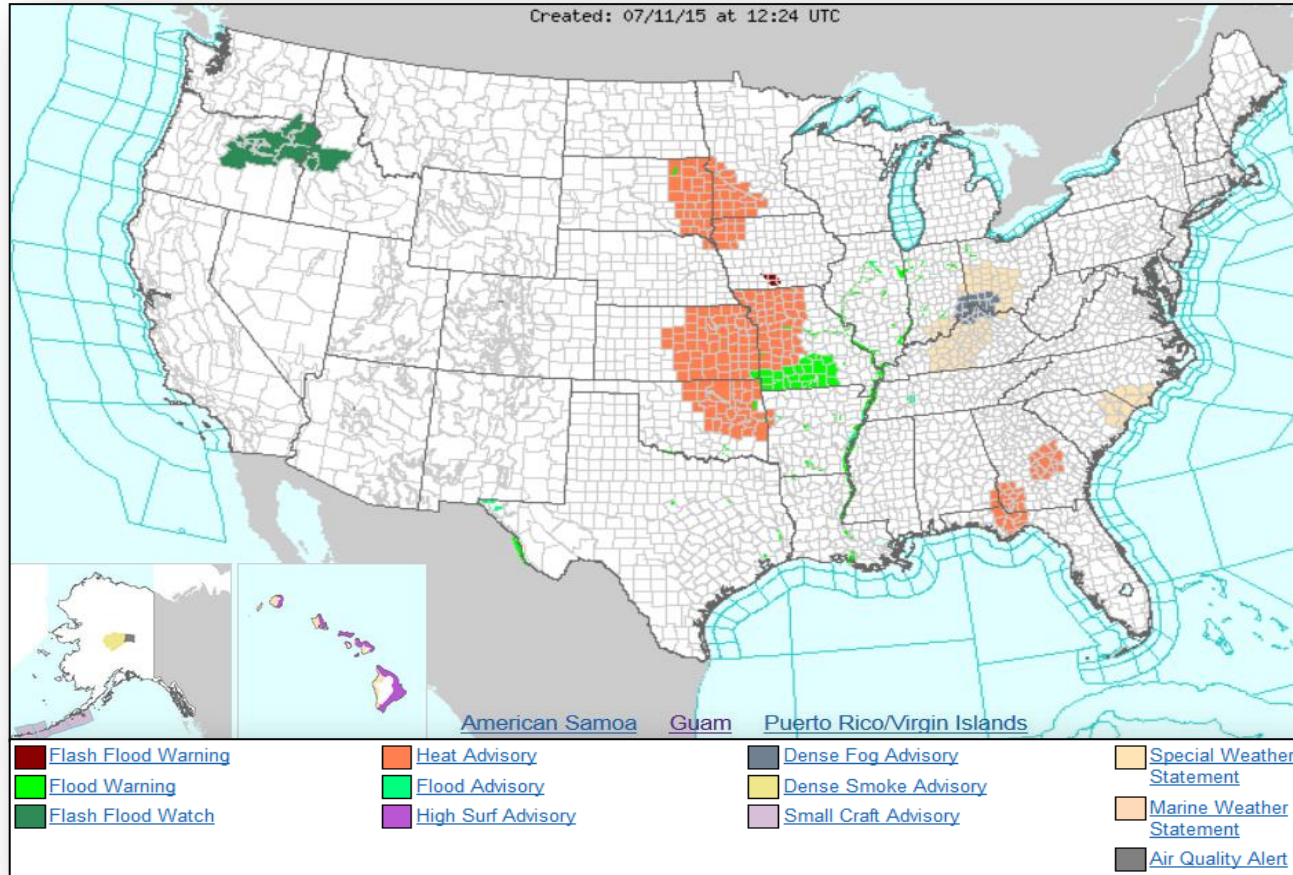 Created: 07/11/15 at 12:24 UTC
American Samoa Guam Puerto Rico/Virgin Islands
Flash Flood Warning
Flood Warning
Flash Flood Watch
Heat Advisory
Flood Advisory
High Surf Advisory
Dense Fog Advisory
Dense Smoke Advisory
Small Craft Advisory
Special Weather
Statement
Marine Weather
Statement
Air Quality Alert